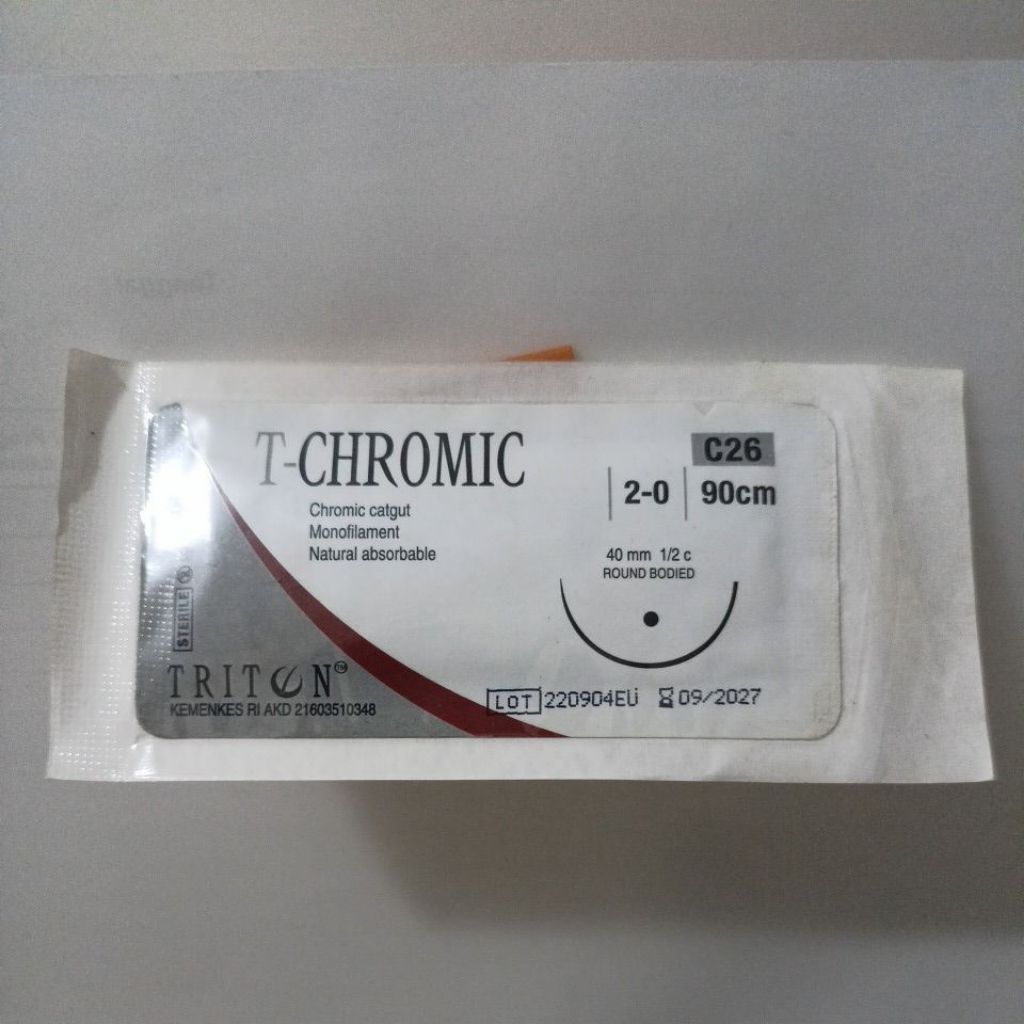 T-CHROMIC
Chromic catgut
Monofilament
Natural absorbable
C26
2-0 90cm
40 mm 1/2 c
ROUND BODIED
STERILE R
TRITON™
KEMENKES RI AKD 21603510348
LOT 220904EU 09/2027